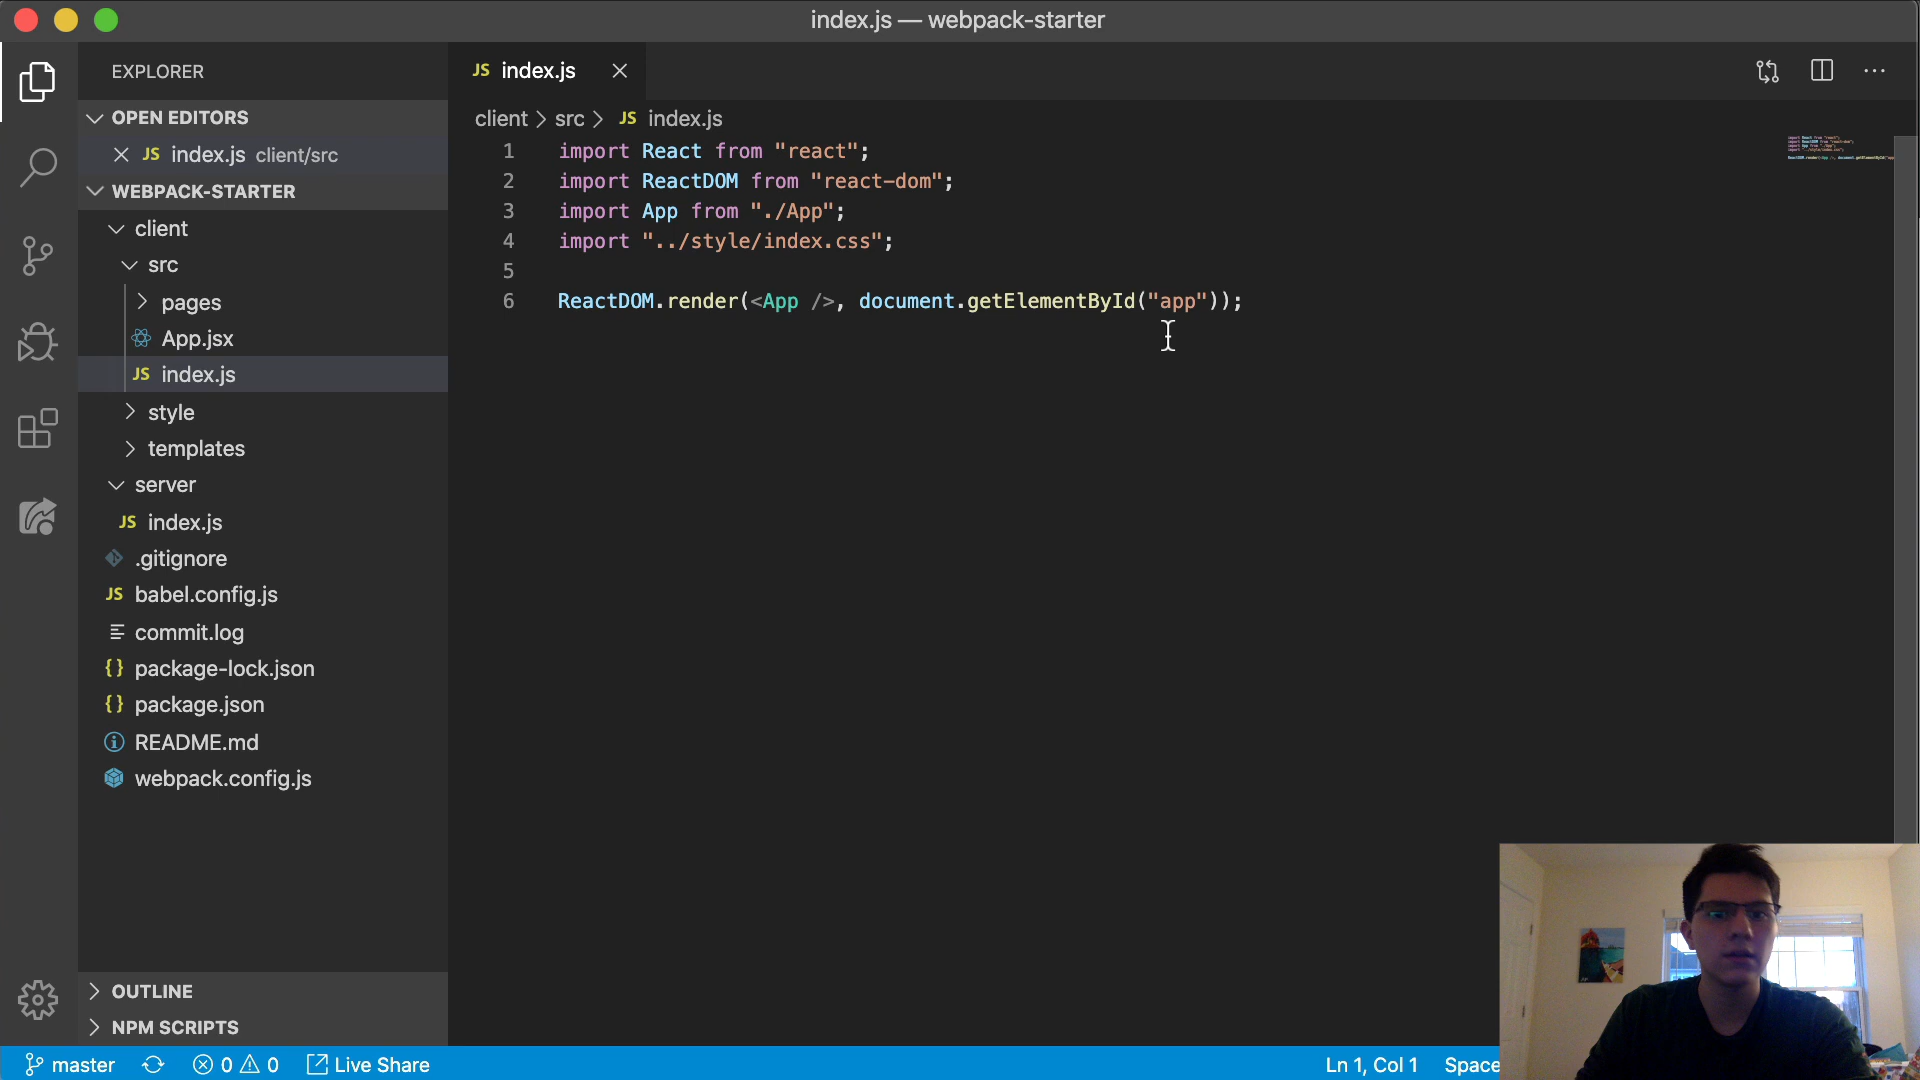 index.js — webpack-starter
EXPLORER
OPEN EDITORS
JS index.js client/src
WEBPACK-STARTER
client
src
pages
App.jsx
JS index.js
style
templates
server
JS index.js
.gitignore
JS babel.config.js
commit.log
{} package-lock.json
{} package.json
README.md
webpack.config.js
OUTLINE
NPM SCRIPTS
JS index.js
client > src > JS index.js
1 import React from "react";
2 import ReactDOM from "react-dom";
3 import App from "./App";
4 import "../style/index.css";
5
6 ReactDOM.render(<App />, document.getElementById("app"));
master 0 0 Live Share
Ln 1, Col 1 Space